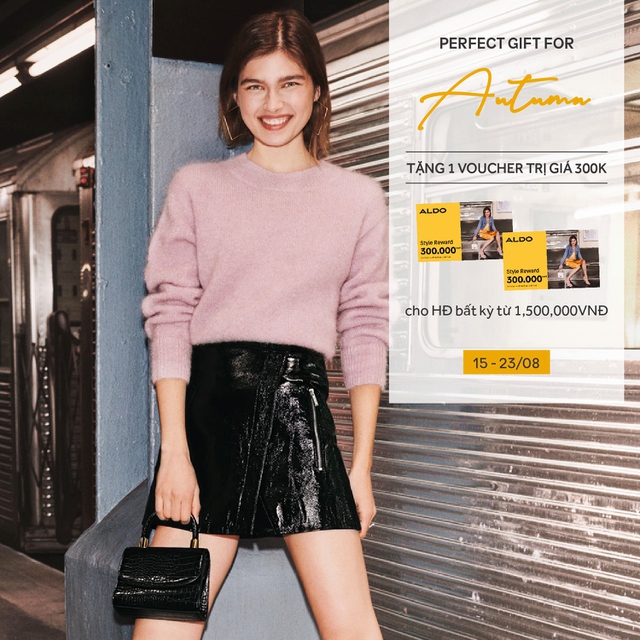 PERFECT GIFT FOR
Autumn
TẶNG 1 VOUCHER TRỊ GIÁ 300K
ALDO
Style Reward
300.000
ALDO
Style Reward
300.000
cho HĐ bất kỳ từ 1,500,000VNĐ
15 - 23/08